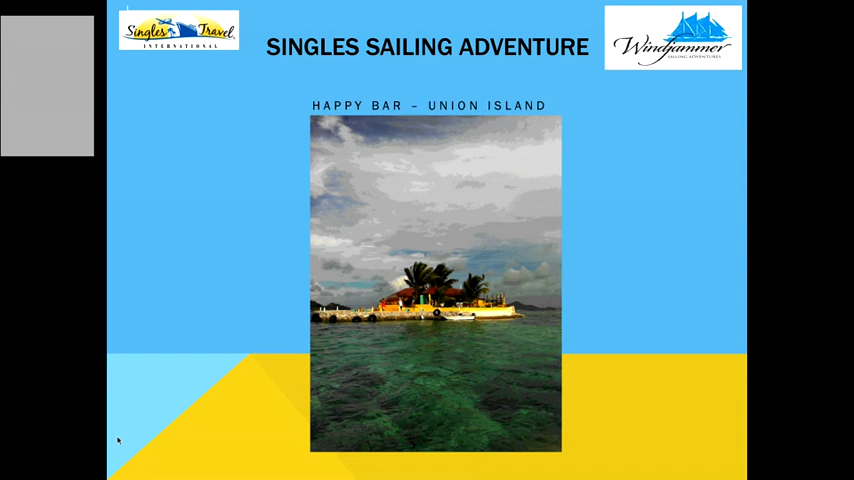 Singles Travel
INTERNATIONAL
SINGLES SAILING ADVENTURE
Windjammer
SAILING ADVENTURES
HAPPY BAR – UNION ISLAND